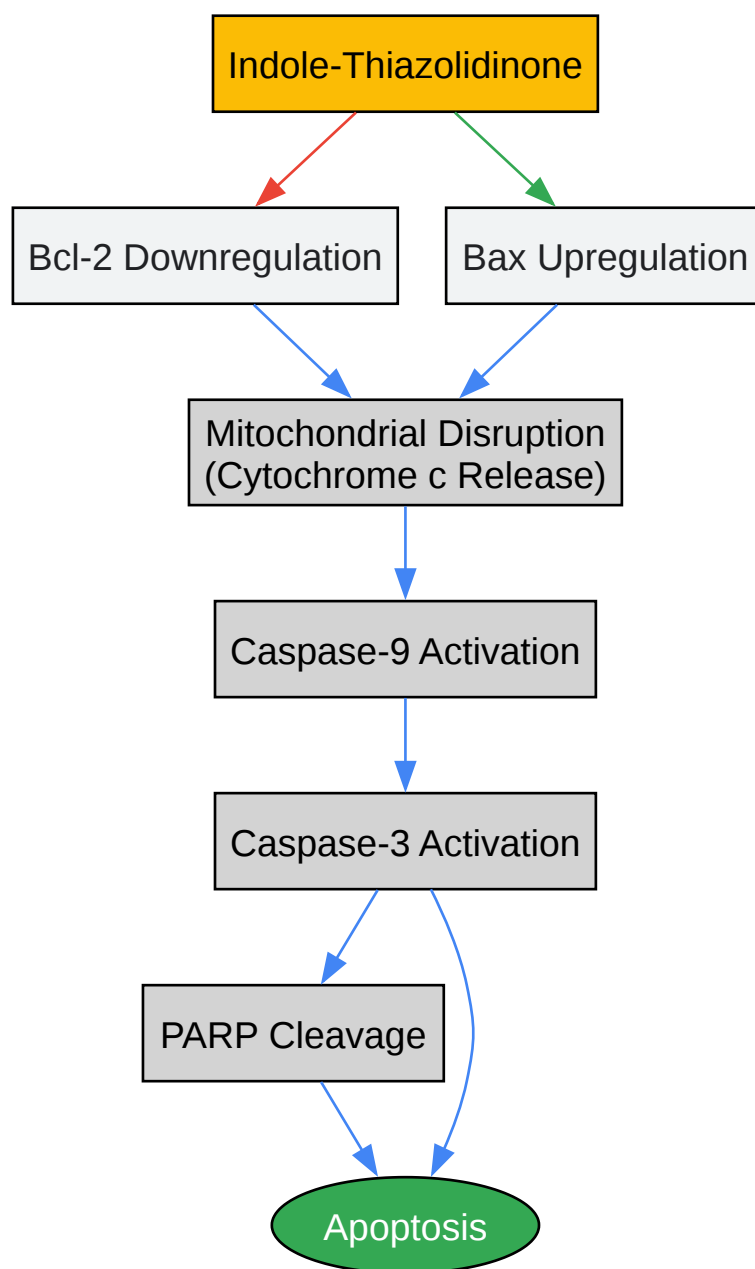 Indole-Thiazolidinone
Bcl-2 Downregulation
Bax Upregulation
Mitochondrial Disruption
(Cytochrome c Release)
Caspase-9 Activation
Caspase-3 Activation
PARP Cleavage
Apoptosis